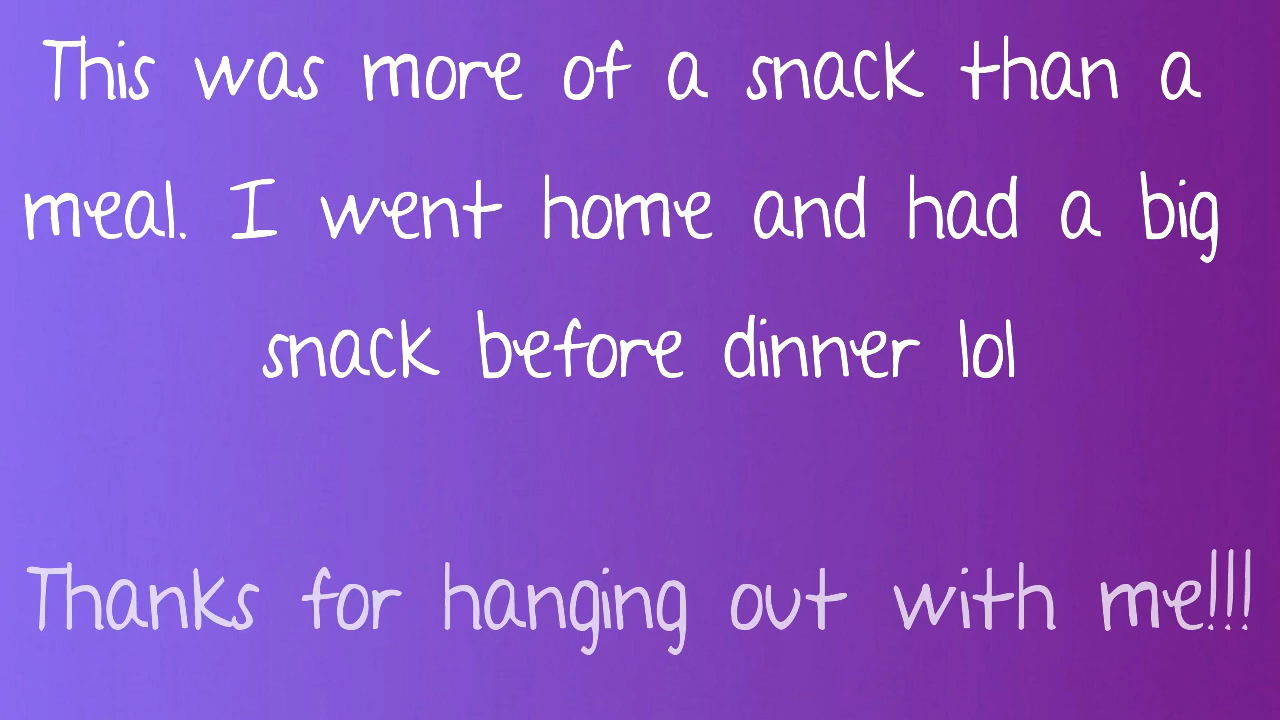 This was more of a snack than a
meal. I went home and had a big
snack before dinner lol
Thanks for hanging out with me!!!